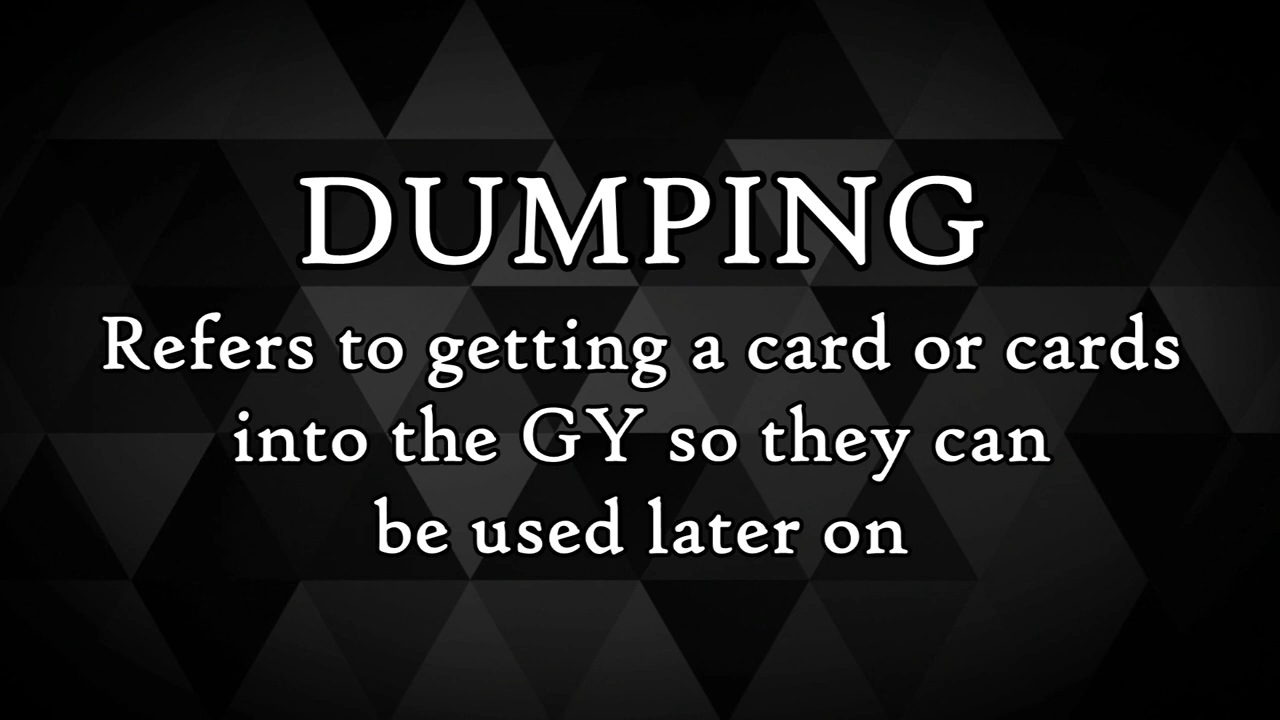 DUMPING
Refers to getting a card or cards
into the GY so they can
be used later on